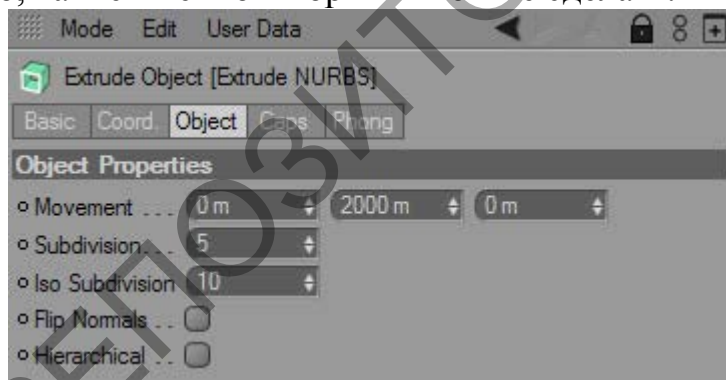 Mode Edit User Data
Extrude Object [Extrude NURBS]
Basic Coord. Object Caps Phong
Object Properties
Movement . . . 0 m 2000 m 0 m
Subdivision. . . 5
Iso Subdivision 10
Flip Normals . .
Hierarchical . .